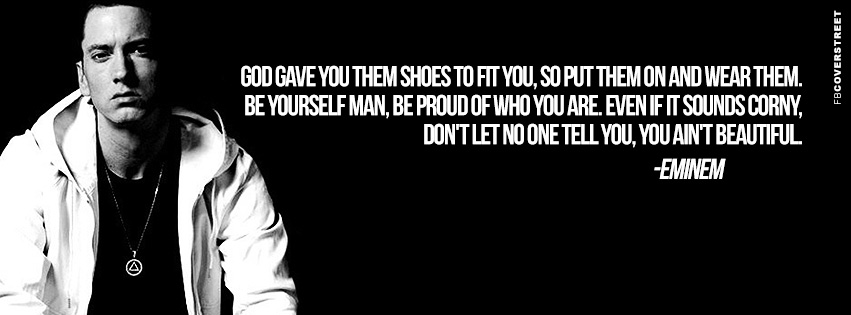 GOD GAVE YOU THEM SHOES TO FIT YOU, SO PUT THEM ON AND WEAR THEM.
BE YOURSELF MAN, BE PROUD OF WHO YOU ARE. EVEN IF IT SOUNDS CORNY,
DON'T LET NO ONE TELL YOU, YOU AIN'T BEAUTIFUL.
-EMINEM
FBCOVERSTREET